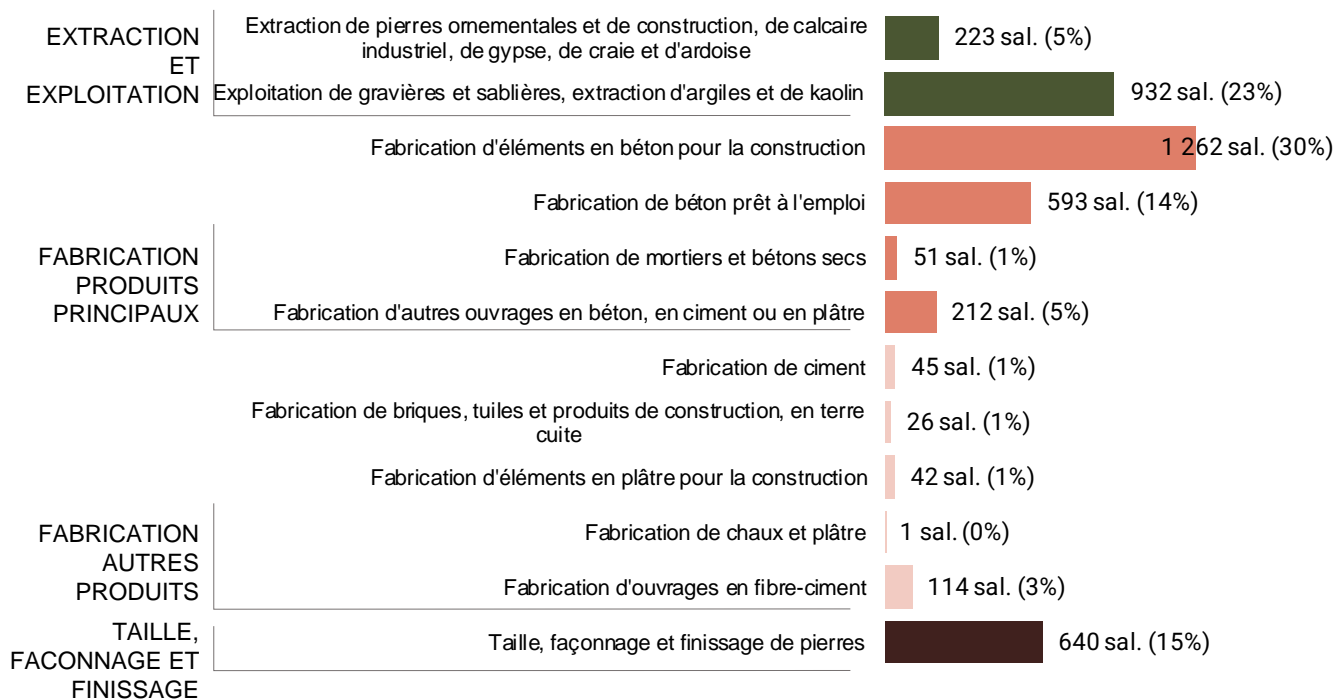 EXTRACTION
ET
EXPLOITATION
Extraction de pierres ornementales et de construction, de calcaire
industriel, de gypse, de craie et d'ardoise
223 sal. (5%)
Exploitation de gravières et sablières, extraction d'argiles et de kaolin
932 sal. (23%)
Fabrication d'éléments en béton pour la construction
1 262 sal. (30%)
Fabrication de béton prêt à l'emploi
593 sal. (14%)
FABRICATION
PRODUITS
PRINCIPAUX
Fabrication de mortiers et bétons secs
51 sal. (1%)
Fabrication d'autres ouvrages en béton, en ciment ou en plâtre
212 sal. (5%)
Fabrication de ciment
45 sal. (1%)
Fabrication de briques, tuiles et produits de construction, en terre
cuite
26 sal. (1%)
Fabrication d'éléments en plâtre pour la construction
42 sal. (1%)
FABRICATION
AUTRES
PRODUITS
Fabrication de chaux et plâtre
1 sal. (0%)
Fabrication d'ouvrages en fibre-ciment
114 sal. (3%)
TAILLE,
FACONNAGE ET
FINISSAGE
Taille, façonnage et finissage de pierres
640 sal. (15%)